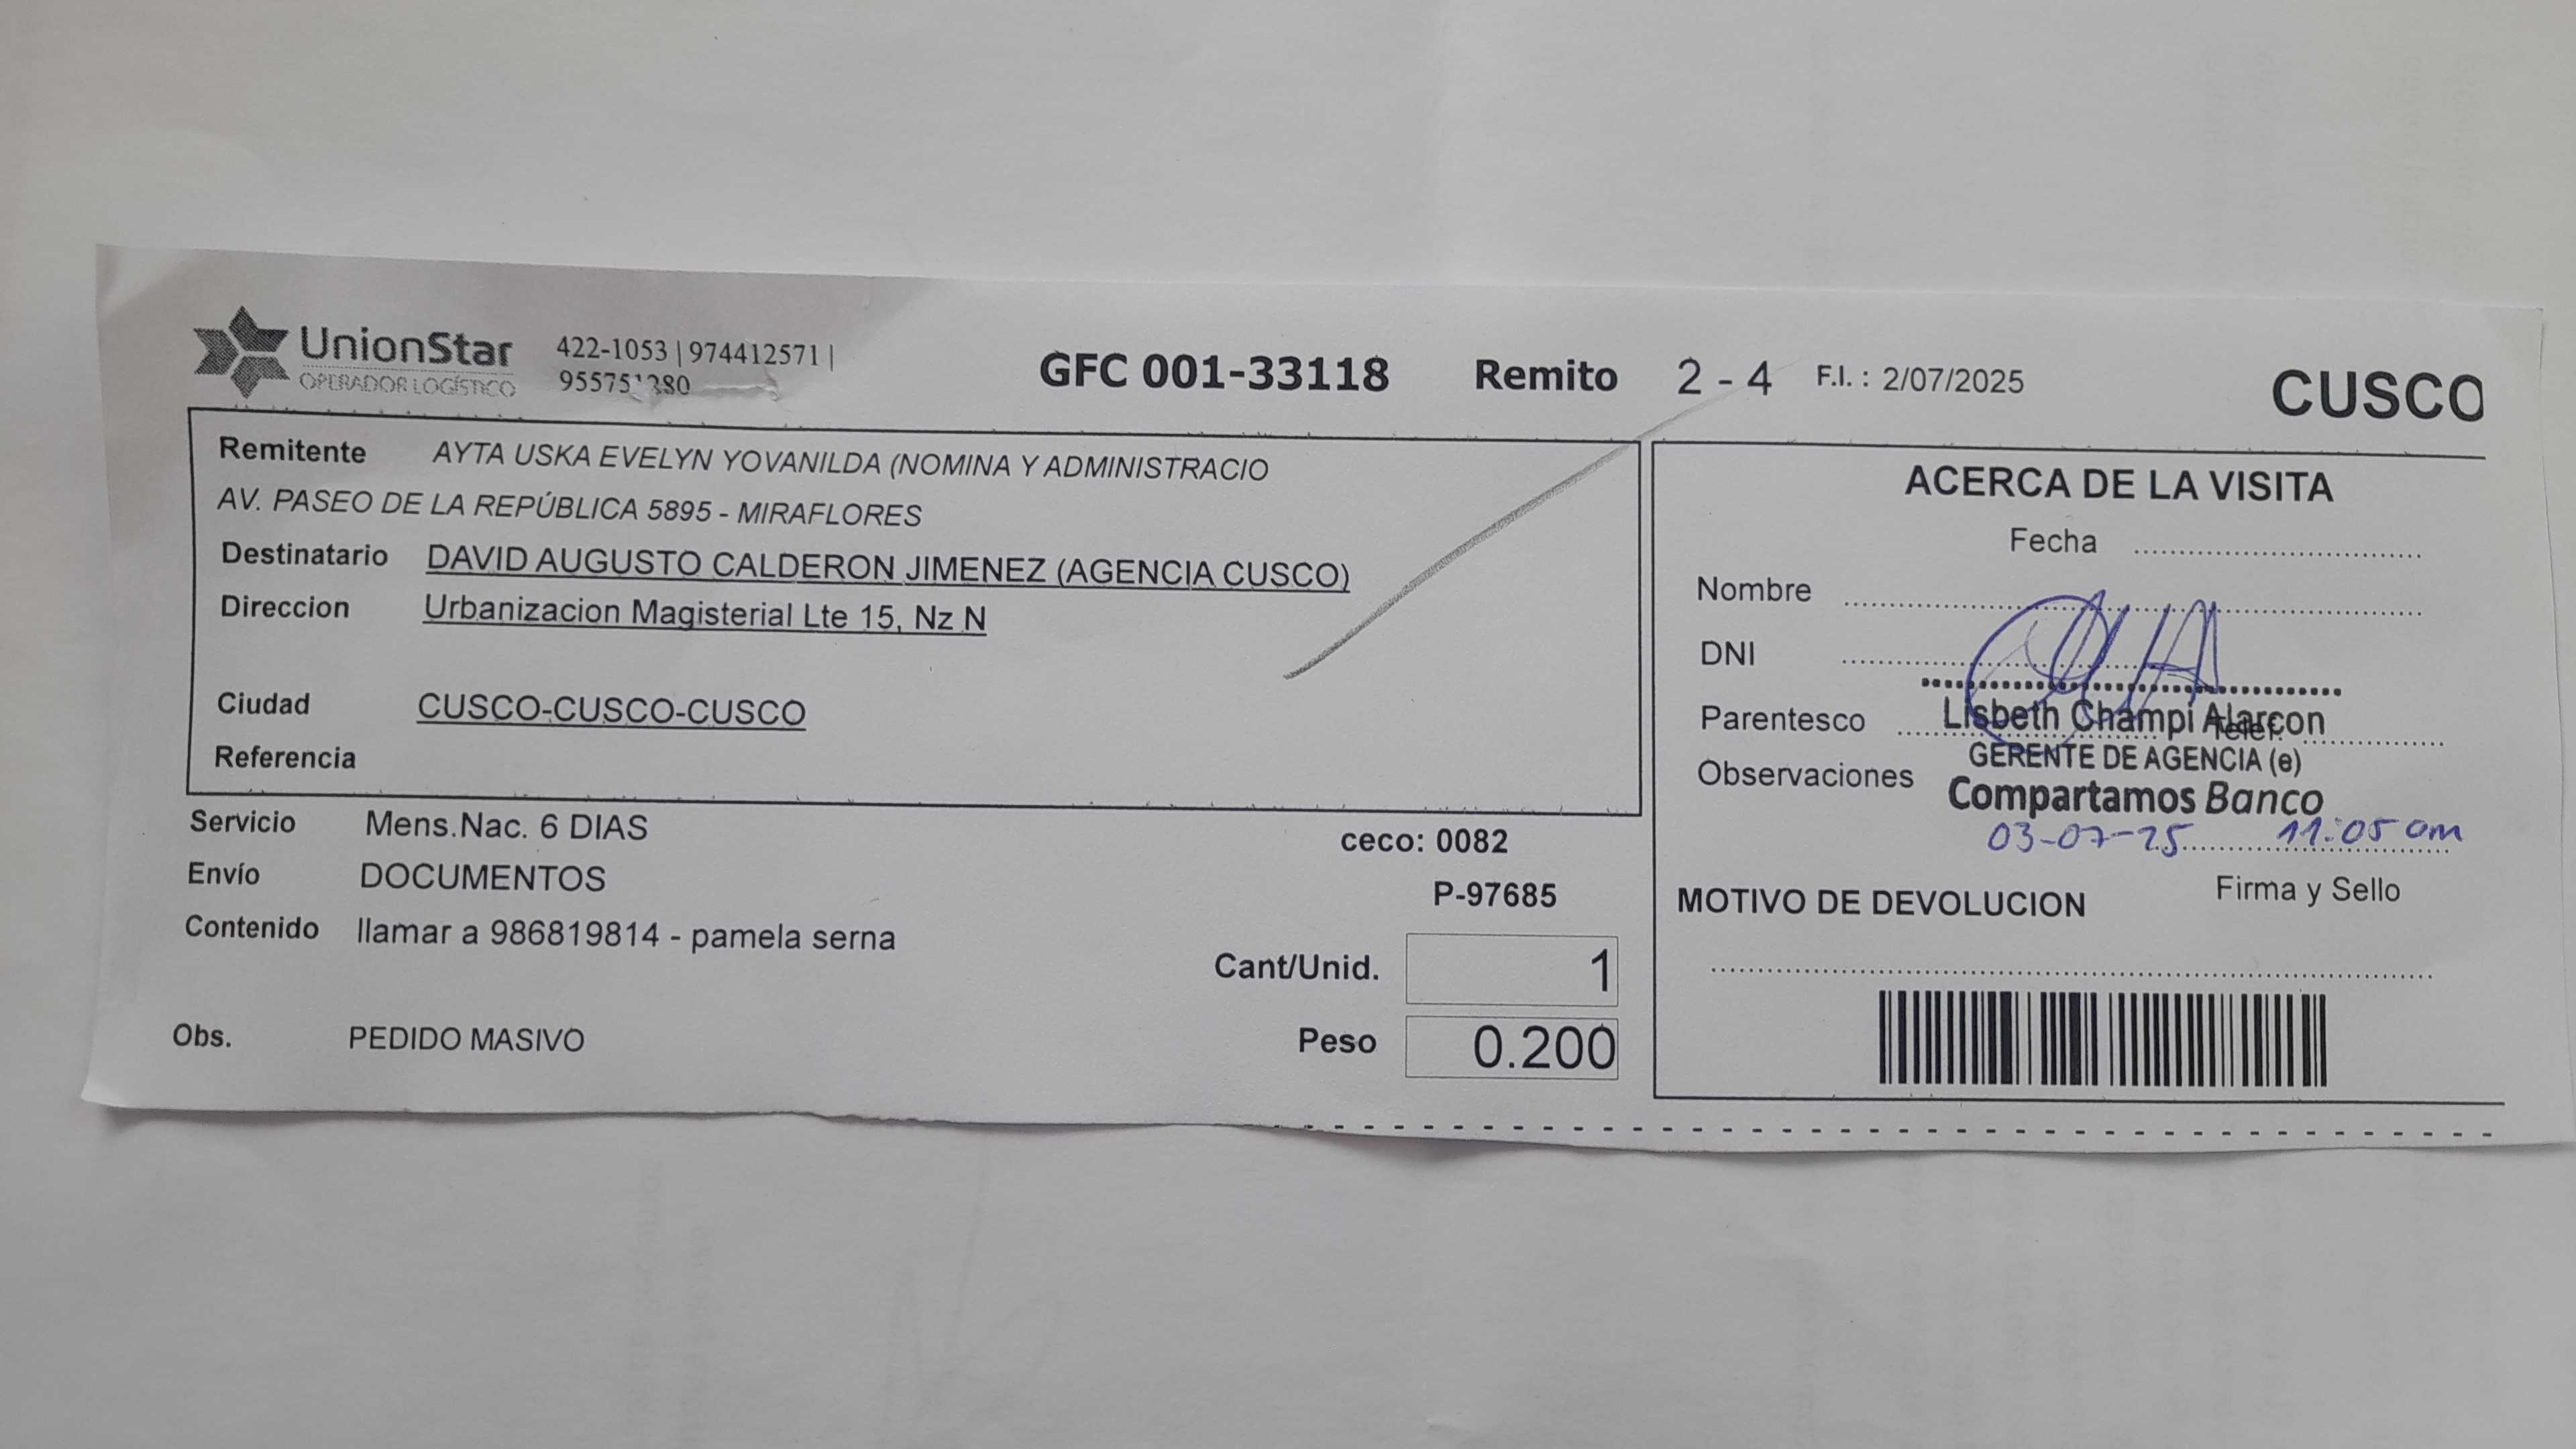 UnionStar
OPERADOR LOGÍSTICO
422-1053 | 974412571 |
GFC 001-33118 Remito 2 - 4 F.I. : 2/07/2025 CUSCO
Remitente AYTA USKA EVELYN YOVANILDA (NOMINA Y ADMINISTRACIO
AV. PASEO DE LA REPÚBLICA 5895 - MIRAFLORES
Destinatario DAVID AUGUSTO CALDERON JIMENEZ (AGENCIA CUSCO)
Direccion Urbanizacion Magisterial Lte 15, Nz N
Ciudad CUSCO-CUSCO-CUSCO
Referencia
Servicio Mens.Nac. 6 DIAS
ceco: 0082
Envío DOCUMENTOS
P-97685
Contenido llamar a 986819814 - pamela serna
Cant/Unid. 1
Obs. PEDIDO MASIVO
Peso 0.200
ACERCA DE LA VISITA
Fecha
Nombre
DNI
Parentesco
Telef.
Lisbeth Champi Alarcon
GERENTE DE AGENCIA (e)
Observaciones
Compartamos Banco
03-07-25 11:05 am
Firma y Sello
MOTIVO DE DEVOLUCION